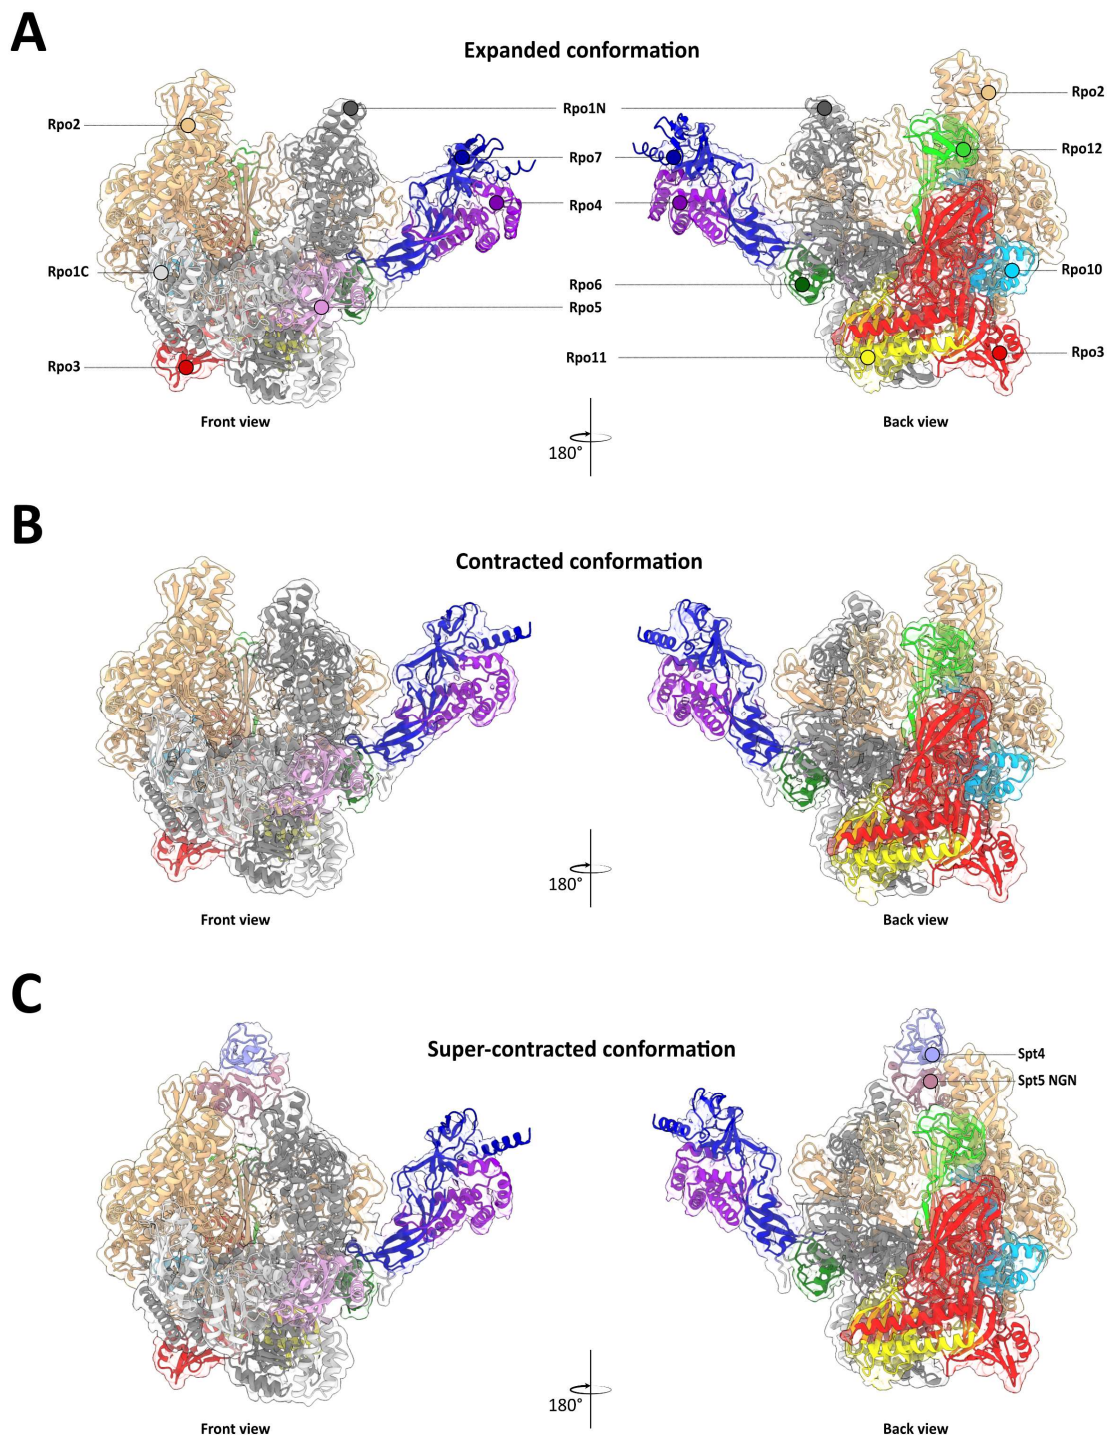 A
Expanded conformation
Rpo2
Rpo1N
Rpo2
Rpo7
Rpo12
Rpo4
Rpo1C
Rpo6
Rpo10
Rpo5
Rpo3
Rpo11
Rpo3
Front view
Back view
180°
B
Contracted conformation
180°
Front view
Back view
C
Super-contracted conformation
Spt4
Spt5 NGN
180°
Front view
Back view